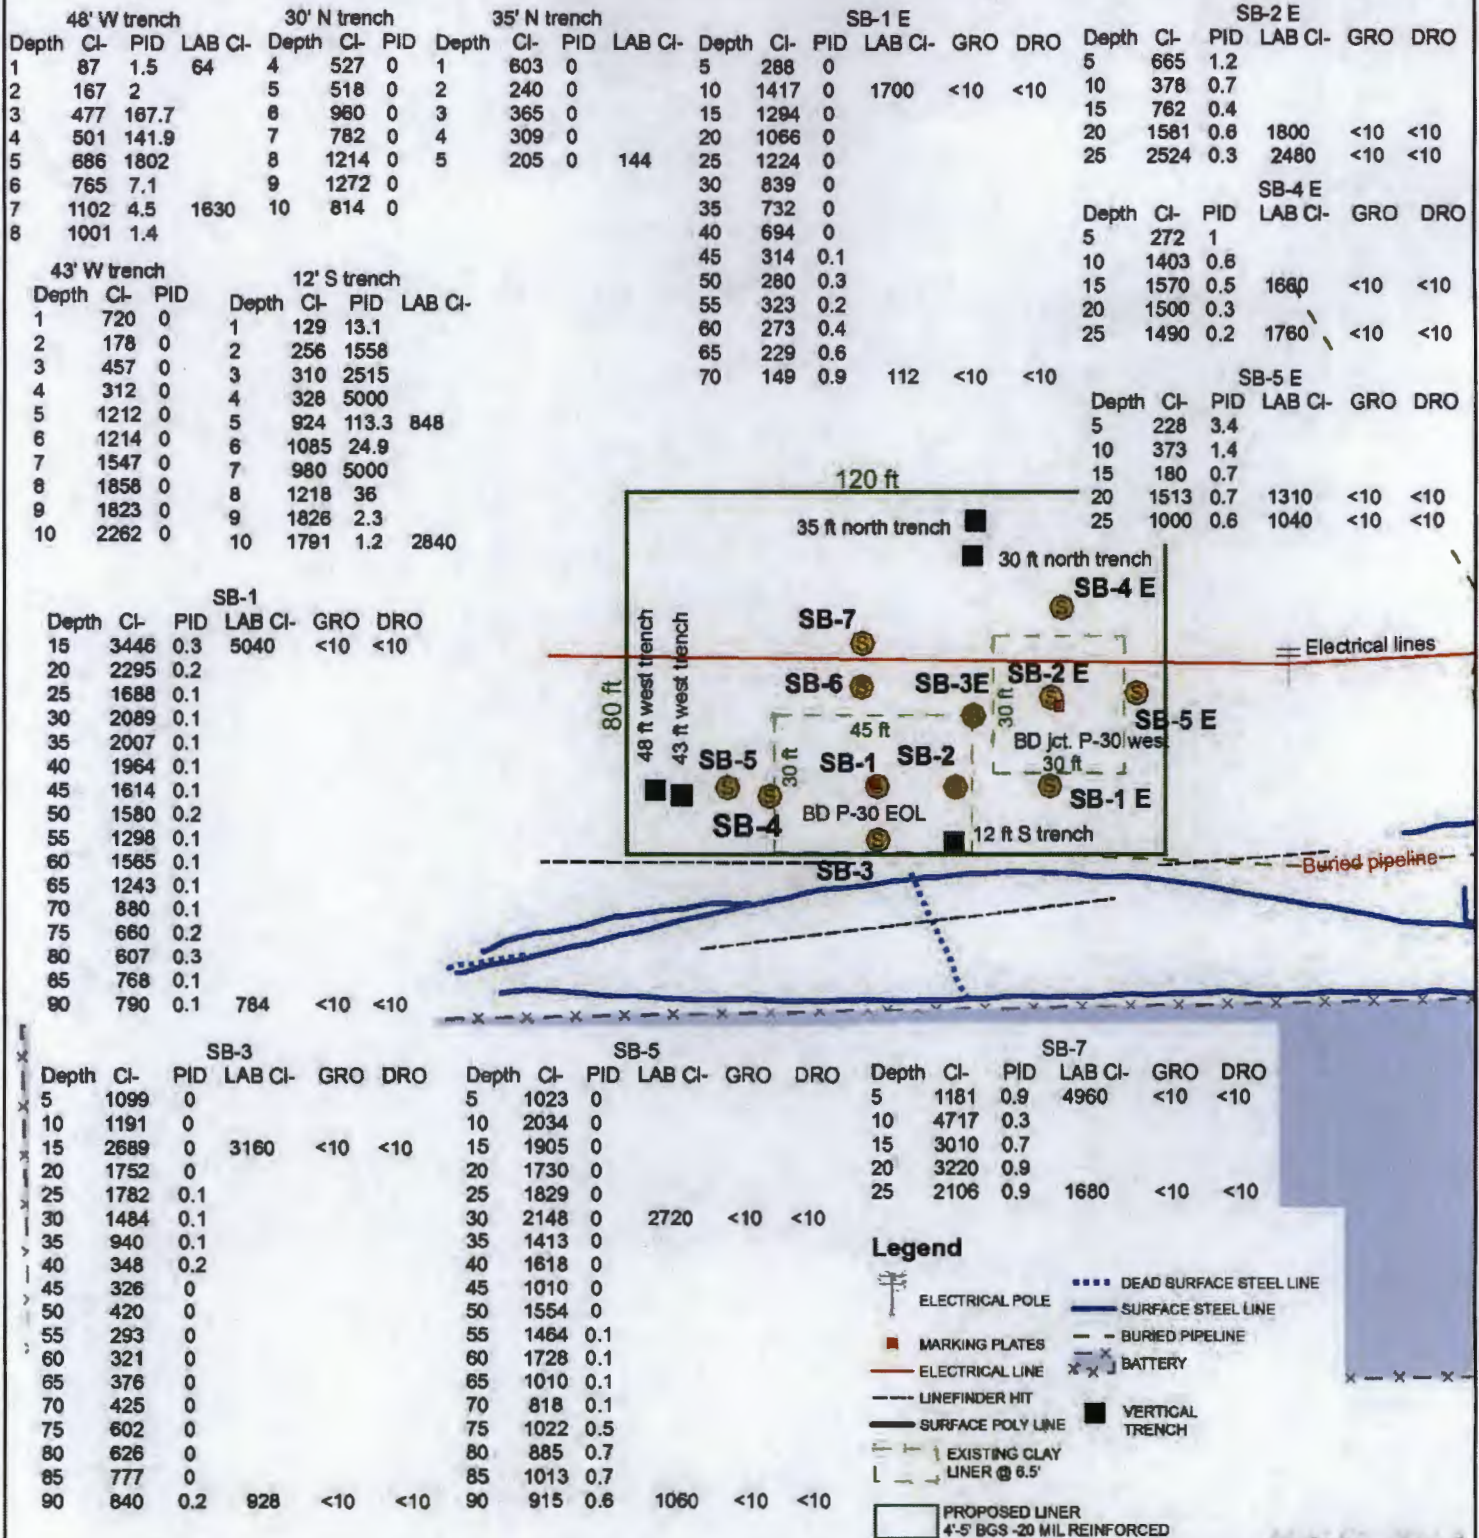 48' W trench
Depth Cl- PID LAB Cl-
1 87 1.5 64
2 167 2
3 477 167.7
4 501 141.9
5 686 1802
6 765 7.1
7 1102 4.5 1630
8 1001 1.4
30' N trench
Depth Cl- PID
4 527 0
5 518 0
6 960 0
7 782 0
8 1214 0
9 1272 0
10 814 0
35' N trench
Depth Cl- PID LAB Cl-
1 603 0
2 240 0
3 365 0
4 309 0
5 205 0 144
SB-1 E
Depth Cl- PID LAB Cl- GRO DRO
5 288 0
10 1417 0 1700 <10 <10
15 1294 0
20 1066 0
25 1224 0
30 839 0
35 732 0
40 694 0
45 314 0.1
50 280 0.3
55 323 0.2
60 273 0.4
65 229 0.6
70 149 0.9 112 <10 <10
SB-2 E
Depth Cl- PID LAB Cl- GRO DRO
5 665 1.2
10 378 0.7
15 762 0.4
20 1581 0.6 1800 <10 <10
25 2524 0.3 2480 <10 <10
SB-4 E
Depth Cl- PID LAB Cl- GRO DRO
5 272 1
10 1403 0.6
15 1570 0.5 1660 <10 <10
20 1500 0.3
25 1490 0.2 1760 <10 <10
SB-5 E
Depth Cl- PID LAB Cl- GRO DRO
5 228 3.4
10 373 1.4
15 180 0.7
20 1513 0.7 1310 <10 <10
25 1000 0.6 1040 <10 <10
43' W trench
Depth Cl- PID
1 720 0
2 178 0
3 457 0
4 312 0
5 1212 0
6 1214 0
7 1547 0
8 1858 0
9 1823 0
10 2262 0
12' S trench
Depth Cl- PID LAB Cl-
1 129 13.1
2 256 1558
3 310 2515
4 328 5000
5 924 113.3 848
6 1085 24.9
7 980 5000
8 1218 36
9 1826 2.3
10 1791 1.2 2840
120 ft
35 ft north trench
30 ft north trench
SB-4 E
SB-7
Electrical lines
80 ft
48 ft west trench
43 ft west trench
SB-6
SB-3E
SB-2 E
30 ft
SB-5 E
45 ft
BD jct. P-30 west
30 ft
SB-5
30 ft
SB-1
SB-2
SB-1 E
SB-4
BD P-30 EOL
12 ft S trench
SB-3
Buried pipeline
SB-1
Depth Cl- PID LAB Cl- GRO DRO
15 3446 0.3 5040 <10 <10
20 2295 0.2
25 1688 0.1
30 2089 0.1
35 2007 0.1
40 1964 0.1
45 1614 0.1
50 1580 0.2
55 1298 0.1
60 1565 0.1
65 1243 0.1
70 880 0.1
75 660 0.2
80 607 0.3
85 768 0.1
90 790 0.1 784 <10 <10
SB-3
Depth Cl- PID LAB Cl- GRO DRO
5 1099 0
10 1191 0
15 2689 0 3160 <10 <10
20 1752 0
25 1782 0.1
30 1484 0.1
35 940 0.1
40 348 0.2
45 326 0
50 420 0
55 293 0
60 321 0
65 376 0
70 425 0
75 602 0
80 626 0
85 777 0
90 840 0.2 928 <10 <10
SB-5
Depth Cl- PID LAB Cl- GRO DRO
5 1023 0
10 2034 0
15 1905 0
20 1730 0
25 1829 0
30 2148 0 2720 <10 <10
35 1413 0
40 1618 0
45 1010 0
50 1554 0
55 1464 0.1
60 1728 0.1
65 1010 0.1
70 818 0.1
75 1022 0.5
80 885 0.7
85 1013 0.7
90 915 0.6 1060 <10 <10
SB-7
Depth Cl- PID LAB Cl- GRO DRO
5 1181 0.9 4960 <10 <10
10 4717 0.3
15 3010 0.7
20 3220 0.9
25 2106 0.9 1680 <10 <10
Legend
ELECTRICAL POLE
MARKING PLATES
ELECTRICAL LINE
LINEFINDER HIT
SURFACE POLY LINE
EXISTING CLAY
LINER @ 6.5'
PROPOSED LINER
4'-5' BGS -20 MIL REINFORCED
DEAD SURFACE STEEL LINE
SURFACE STEEL LINE
BURIED PIPELINE
BATTERY
VERTICAL
TRENCH